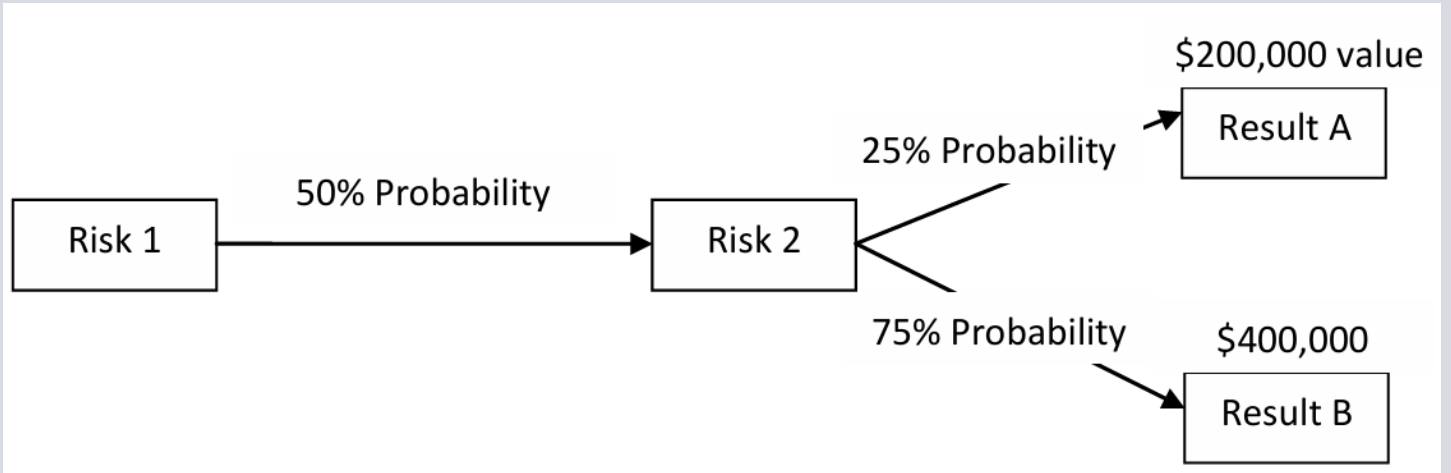 $200,000 value
Result A
25% Probability
50% Probability
Risk 1
Risk 2
75% Probability
$400,000
Result B